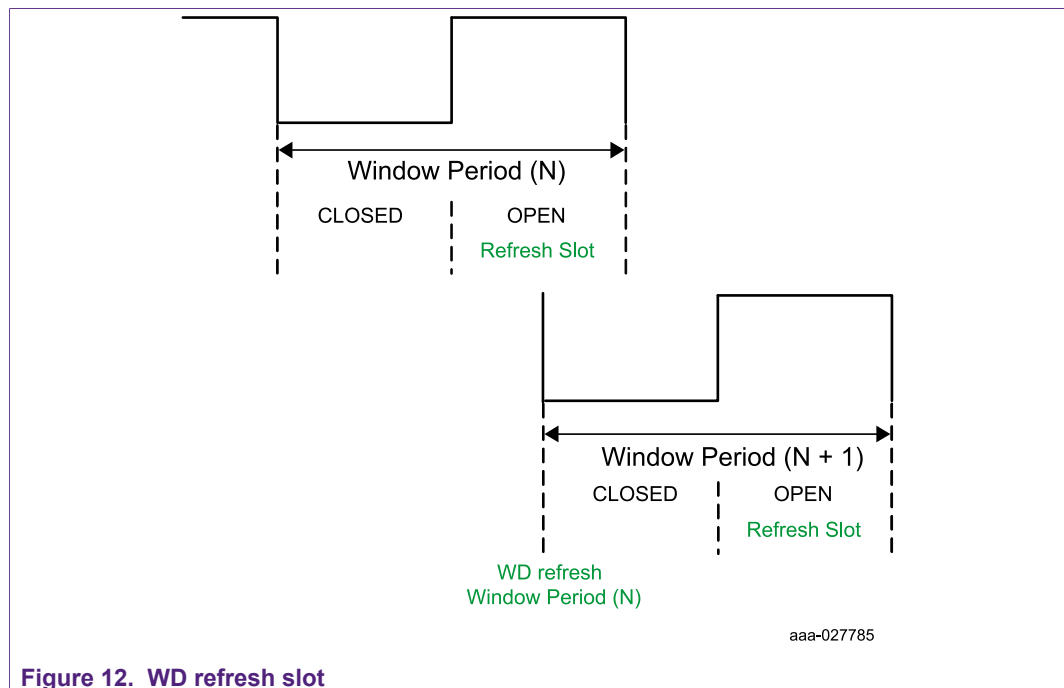 Window Period (N)
CLOSED OPEN
Refresh Slot
Window Period (N + 1)
CLOSED OPEN
Refresh Slot
WD refresh
Window Period (N)
aaa-027785
Figure 12. WD refresh slot